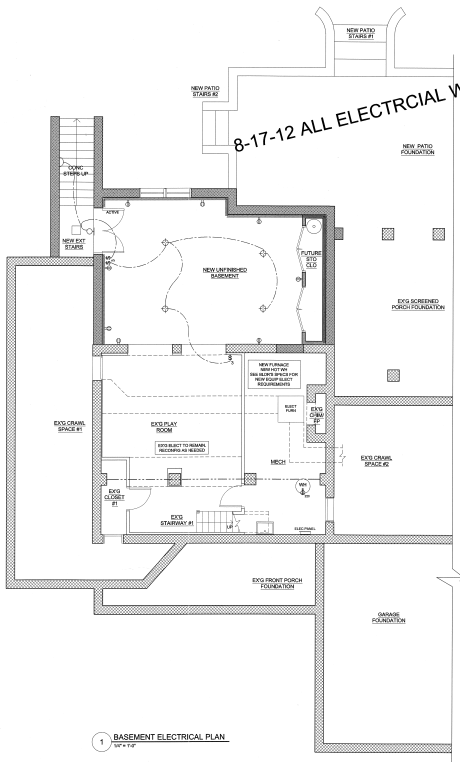 NEW PATIO
STAIRS #1
NEW PATIO
STAIRS #2
8-17-12 ALL ELECTRCIAL W
NEW PATIO
FOUNDATION
CONC
STEPS UP
ACTIVE
NEW EXT
STAIRS
NEW UNFINISHED
BASEMENT
FUTURE
STO
CLO
EX'G SCREENED
PORCH FOUNDATION
S
3
NEW FURNACE
NEW HOT WH
SEE BLDR'S SPECS FOR
NEW EQUIP ELECT
REQUIREMENTS
ELECT
FURN
EX'G
CHIM/
FP
EX'G CRAWL
SPACE #1
EX'G PLAY
ROOM
EX'G ELECT TO REMAIN.
RECONFIG AS NEEDED
MECH
EX'G CRAWL
SPACE #2
WH
EX'G
CLOSET
#1
EX'G
STAIRWAY #1
UP
ELEC PANEL
EX'G FRONT PORCH
FOUNDATION
GARAGE
FOUNDATION
1
BASEMENT ELECTRICAL PLAN
1/4" = 1'-0"